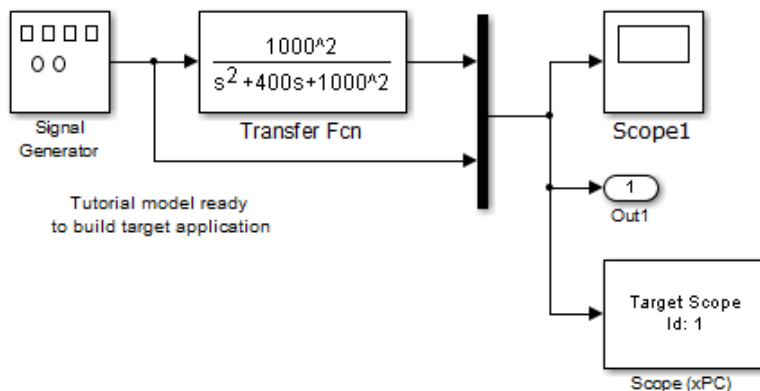 1000^2
s2+400s+1000^2
Signal
Generator
Transfer Fcn
Scope1
Tutorial model ready
to build target application
1
Out1
Target Scope
Id: 1
Scope (xPC)